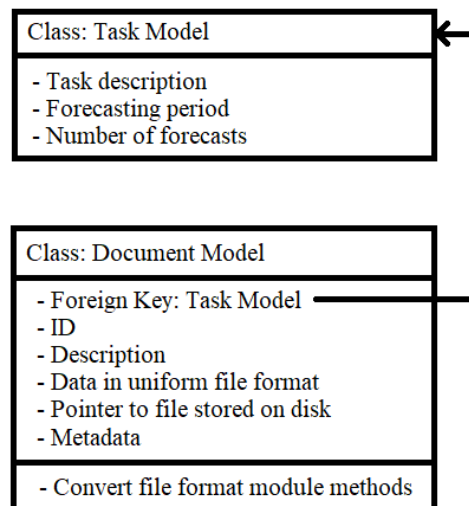 Class: Task Model
- Task description
- Forecasting period
- Number of forecasts
Class: Document Model
- Foreign Key: Task Model
- ID
- Description
- Data in uniform file format
- Pointer to file stored on disk
- Metadata
- Convert file format module methods